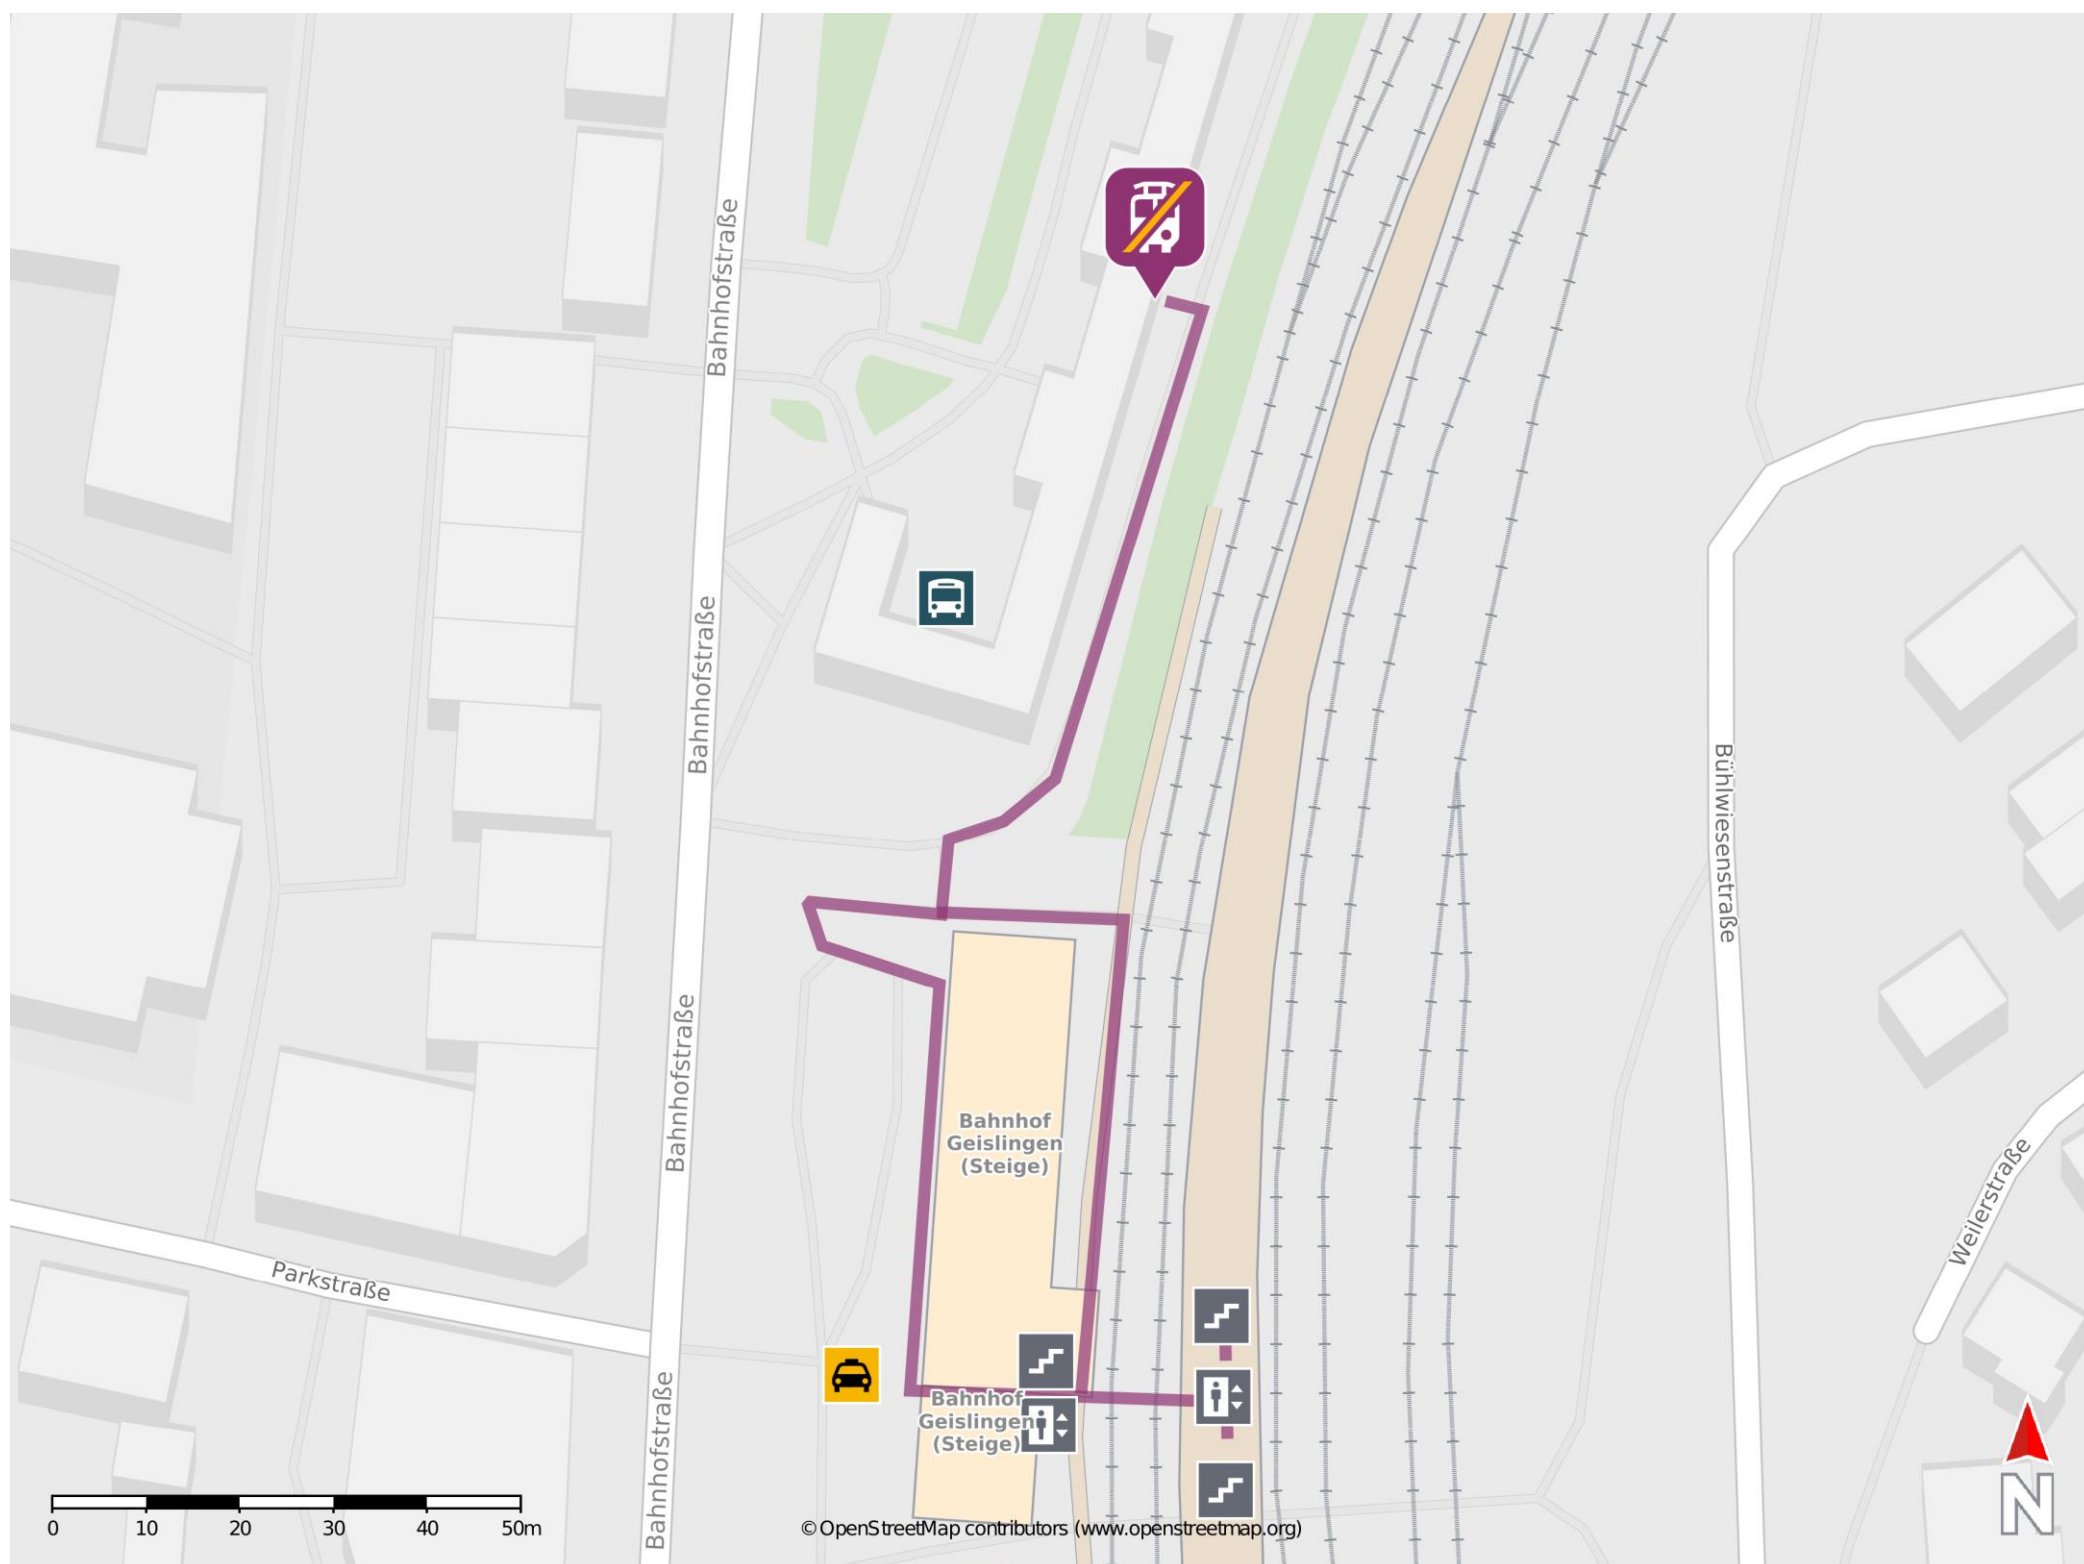 Bahnhofstraße
Bahnhofstraße
Bühlwiesenstraße
Bahnhofstraße
Bahnhof
Geislingen
(Steige)
Weilerstraße
Parkstraße
Bahnhofstraße
Bahnhof
Geislingen
(Steige)
0 10 20 30 40 50m
© OpenStreetMap contributors (www.openstreetmap.org)
N